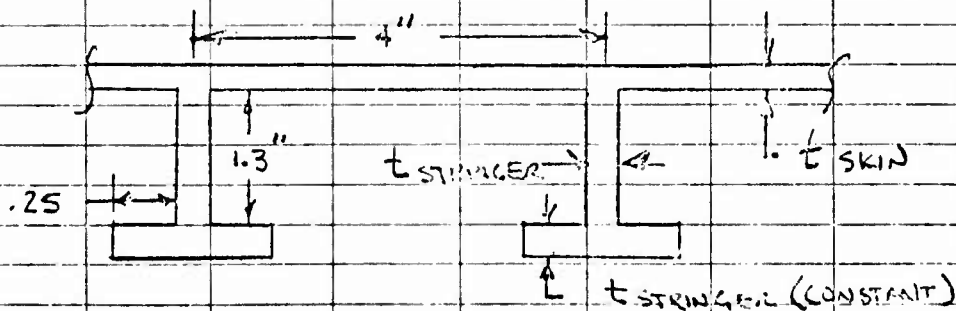 4"
1.3"
t STRINGER
t SKIN
.25
t STRINGER (CONSTANT)